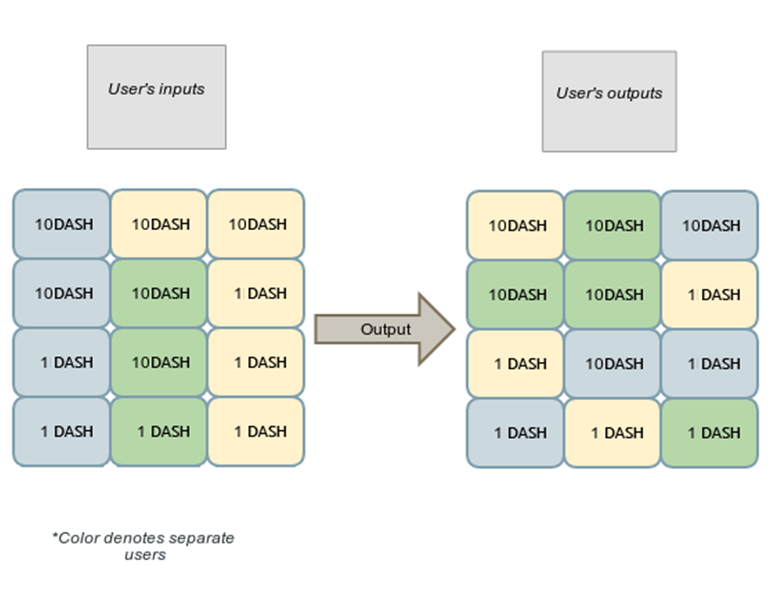 User's inputs
User's outputs
10DASH 10DASH 10DASH
10DASH 10DASH 1 DASH
1 DASH 10DASH 1 DASH
1 DASH 1 DASH 1 DASH
Output
10DASH 10DASH 10DASH
10DASH 10DASH 1 DASH
1 DASH 10DASH 1 DASH
1 DASH 1 DASH 1 DASH
*Color denotes separate
users